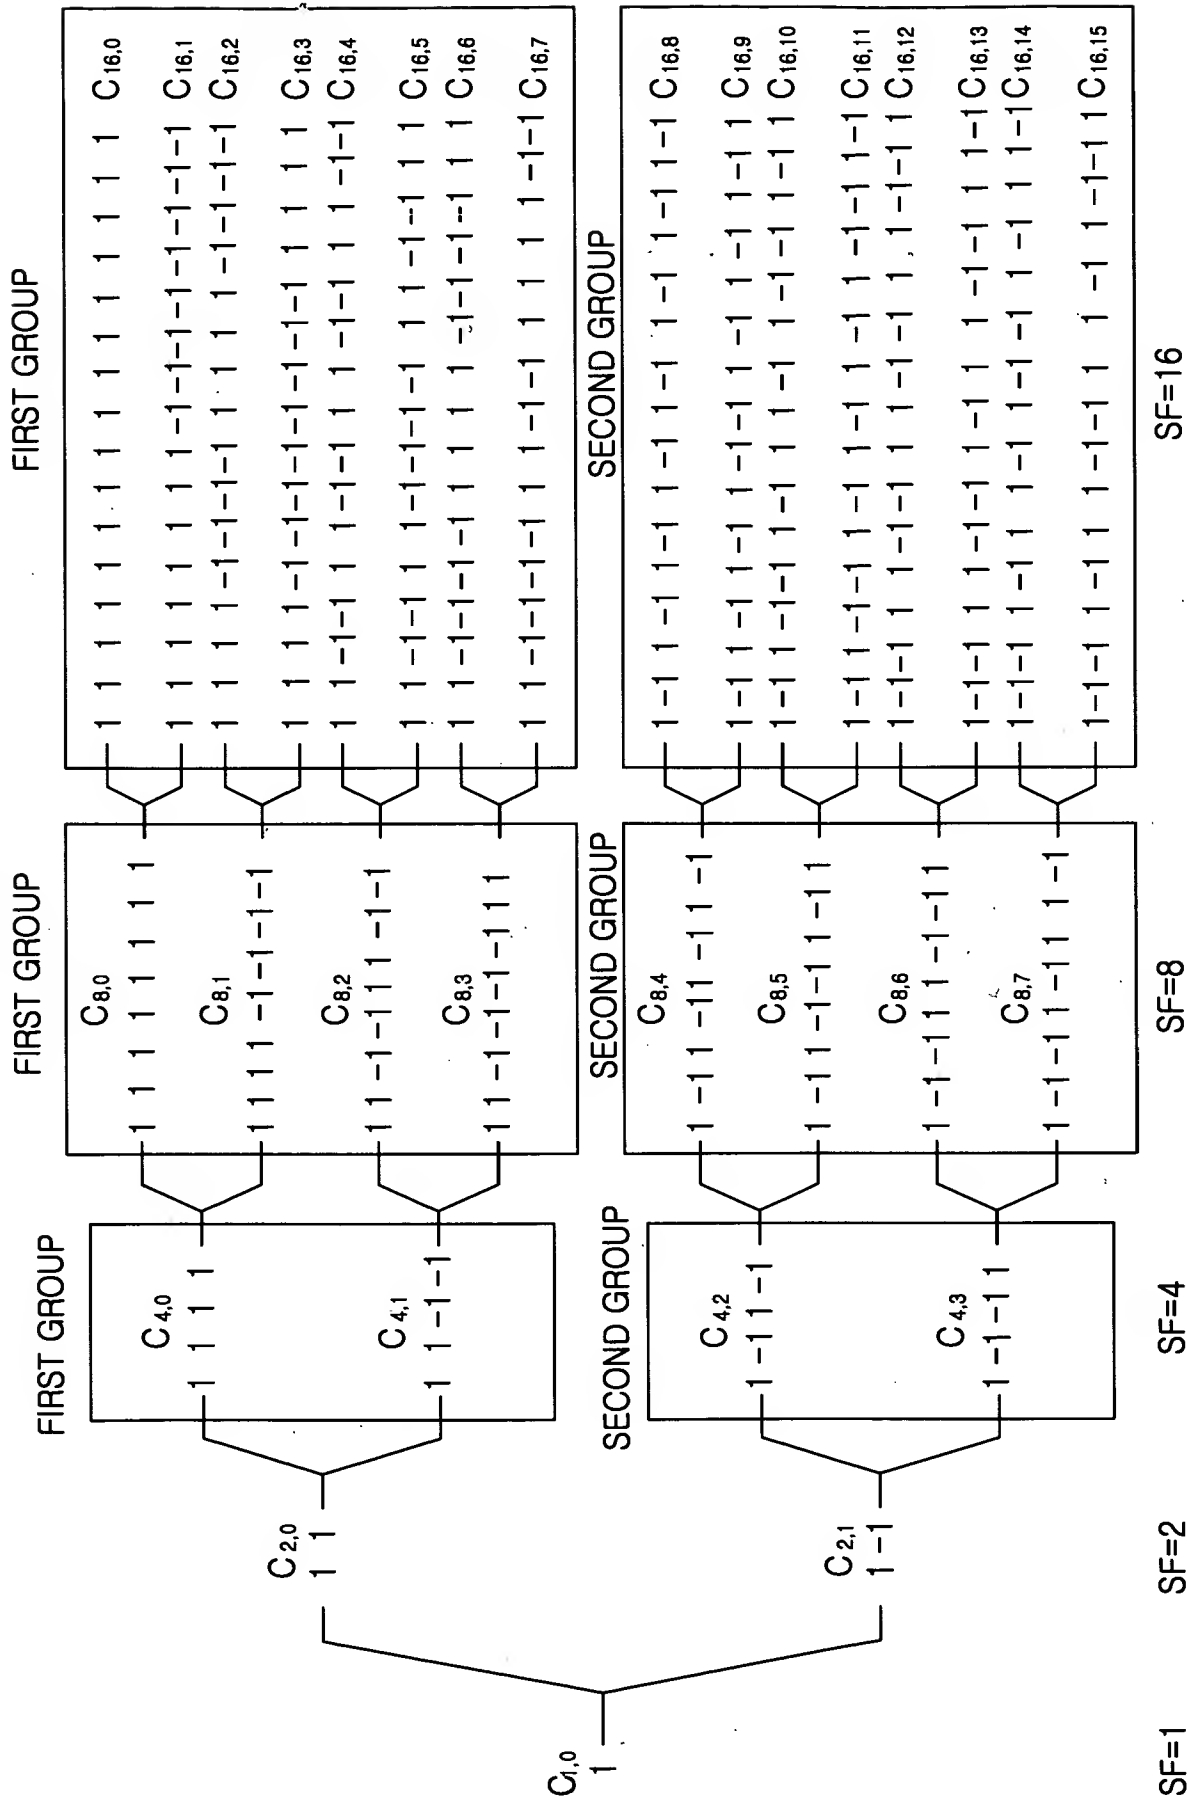 C1,0
1
C2,0
1 1
C2,1
1 -1
FIRST GROUP
C4,0
1 1 1 1
C4,1
1 1 -1 -1
SECOND GROUP
C4,2
1 -1 1 -1
C4,3
1 -1 -1 1
FIRST GROUP
C8,0
1 1 1 1 1 1 1 1
C8,1
1 1 1 1 -1 -1 -1 -1
C8,2
1 1 -1 -1 1 1 -1 -1
C8,3
1 1 -1 -1 -1 -1 1 1
SECOND GROUP
C8,4
1 -1 1 -1 1 -1 1 -1
C8,5
1 -1 1 -1 -1 1 -1 1
C8,6
1 -1 -1 1 1 -1 -1 1
C8,7
1 -1 -1 1 -1 1 1 -1
FIRST GROUP
1 1 1 1 1 1 1 1 1 1 1 1 1 1 1 1 C16,0
1 1 1 1 1 1 1 1 -1 -1 -1 -1 -1 -1 -1 -1 C16,1
1 1 1 1 -1 -1 -1 -1 1 1 1 1 -1 -1 -1 -1 C16,2
1 1 1 1 -1 -1 -1 -1 -1 -1 -1 -1 1 1 1 1 C16,3
1 1 -1 -1 1 1 -1 -1 1 1 -1 -1 1 1 -1 -1 C16,4
1 1 -1 -1 1 1 -1 -1 -1 -1 1 1 -1 -1 1 1 C16,5
1 1 -1 -1 -1 -1 1 1 1 1 -1 -1 -1 -1 1 1 C16,6
1 1 -1 -1 -1 -1 1 1 -1 -1 1 1 1 1 -1 -1 C16,7
SECOND GROUP
1 -1 1 -1 1 -1 1 -1 1 -1 1 -1 1 -1 1 -1 C16,8
1 -1 1 -1 1 -1 1 -1 -1 1 -1 1 -1 1 -1 1 C16,9
1 -1 1 -1 -1 1 -1 1 1 -1 1 -1 -1 1 -1 1 C16,10
1 -1 1 -1 -1 1 -1 1 -1 1 -1 1 1 -1 1 -1 C16,11
1 -1 -1 1 1 -1 -1 1 1 -1 -1 1 1 -1 -1 1 C16,12
1 -1 -1 1 1 -1 -1 1 -1 1 1 -1 -1 1 1 -1 C16,13
1 -1 -1 1 -1 1 1 -1 1 -1 -1 1 -1 1 1 -1 C16,14
1 -1 -1 1 -1 1 1 -1 -1 1 1 -1 1 -1 -1 1 C16,15
SF=1 SF=2 SF=4 SF=8 SF=16